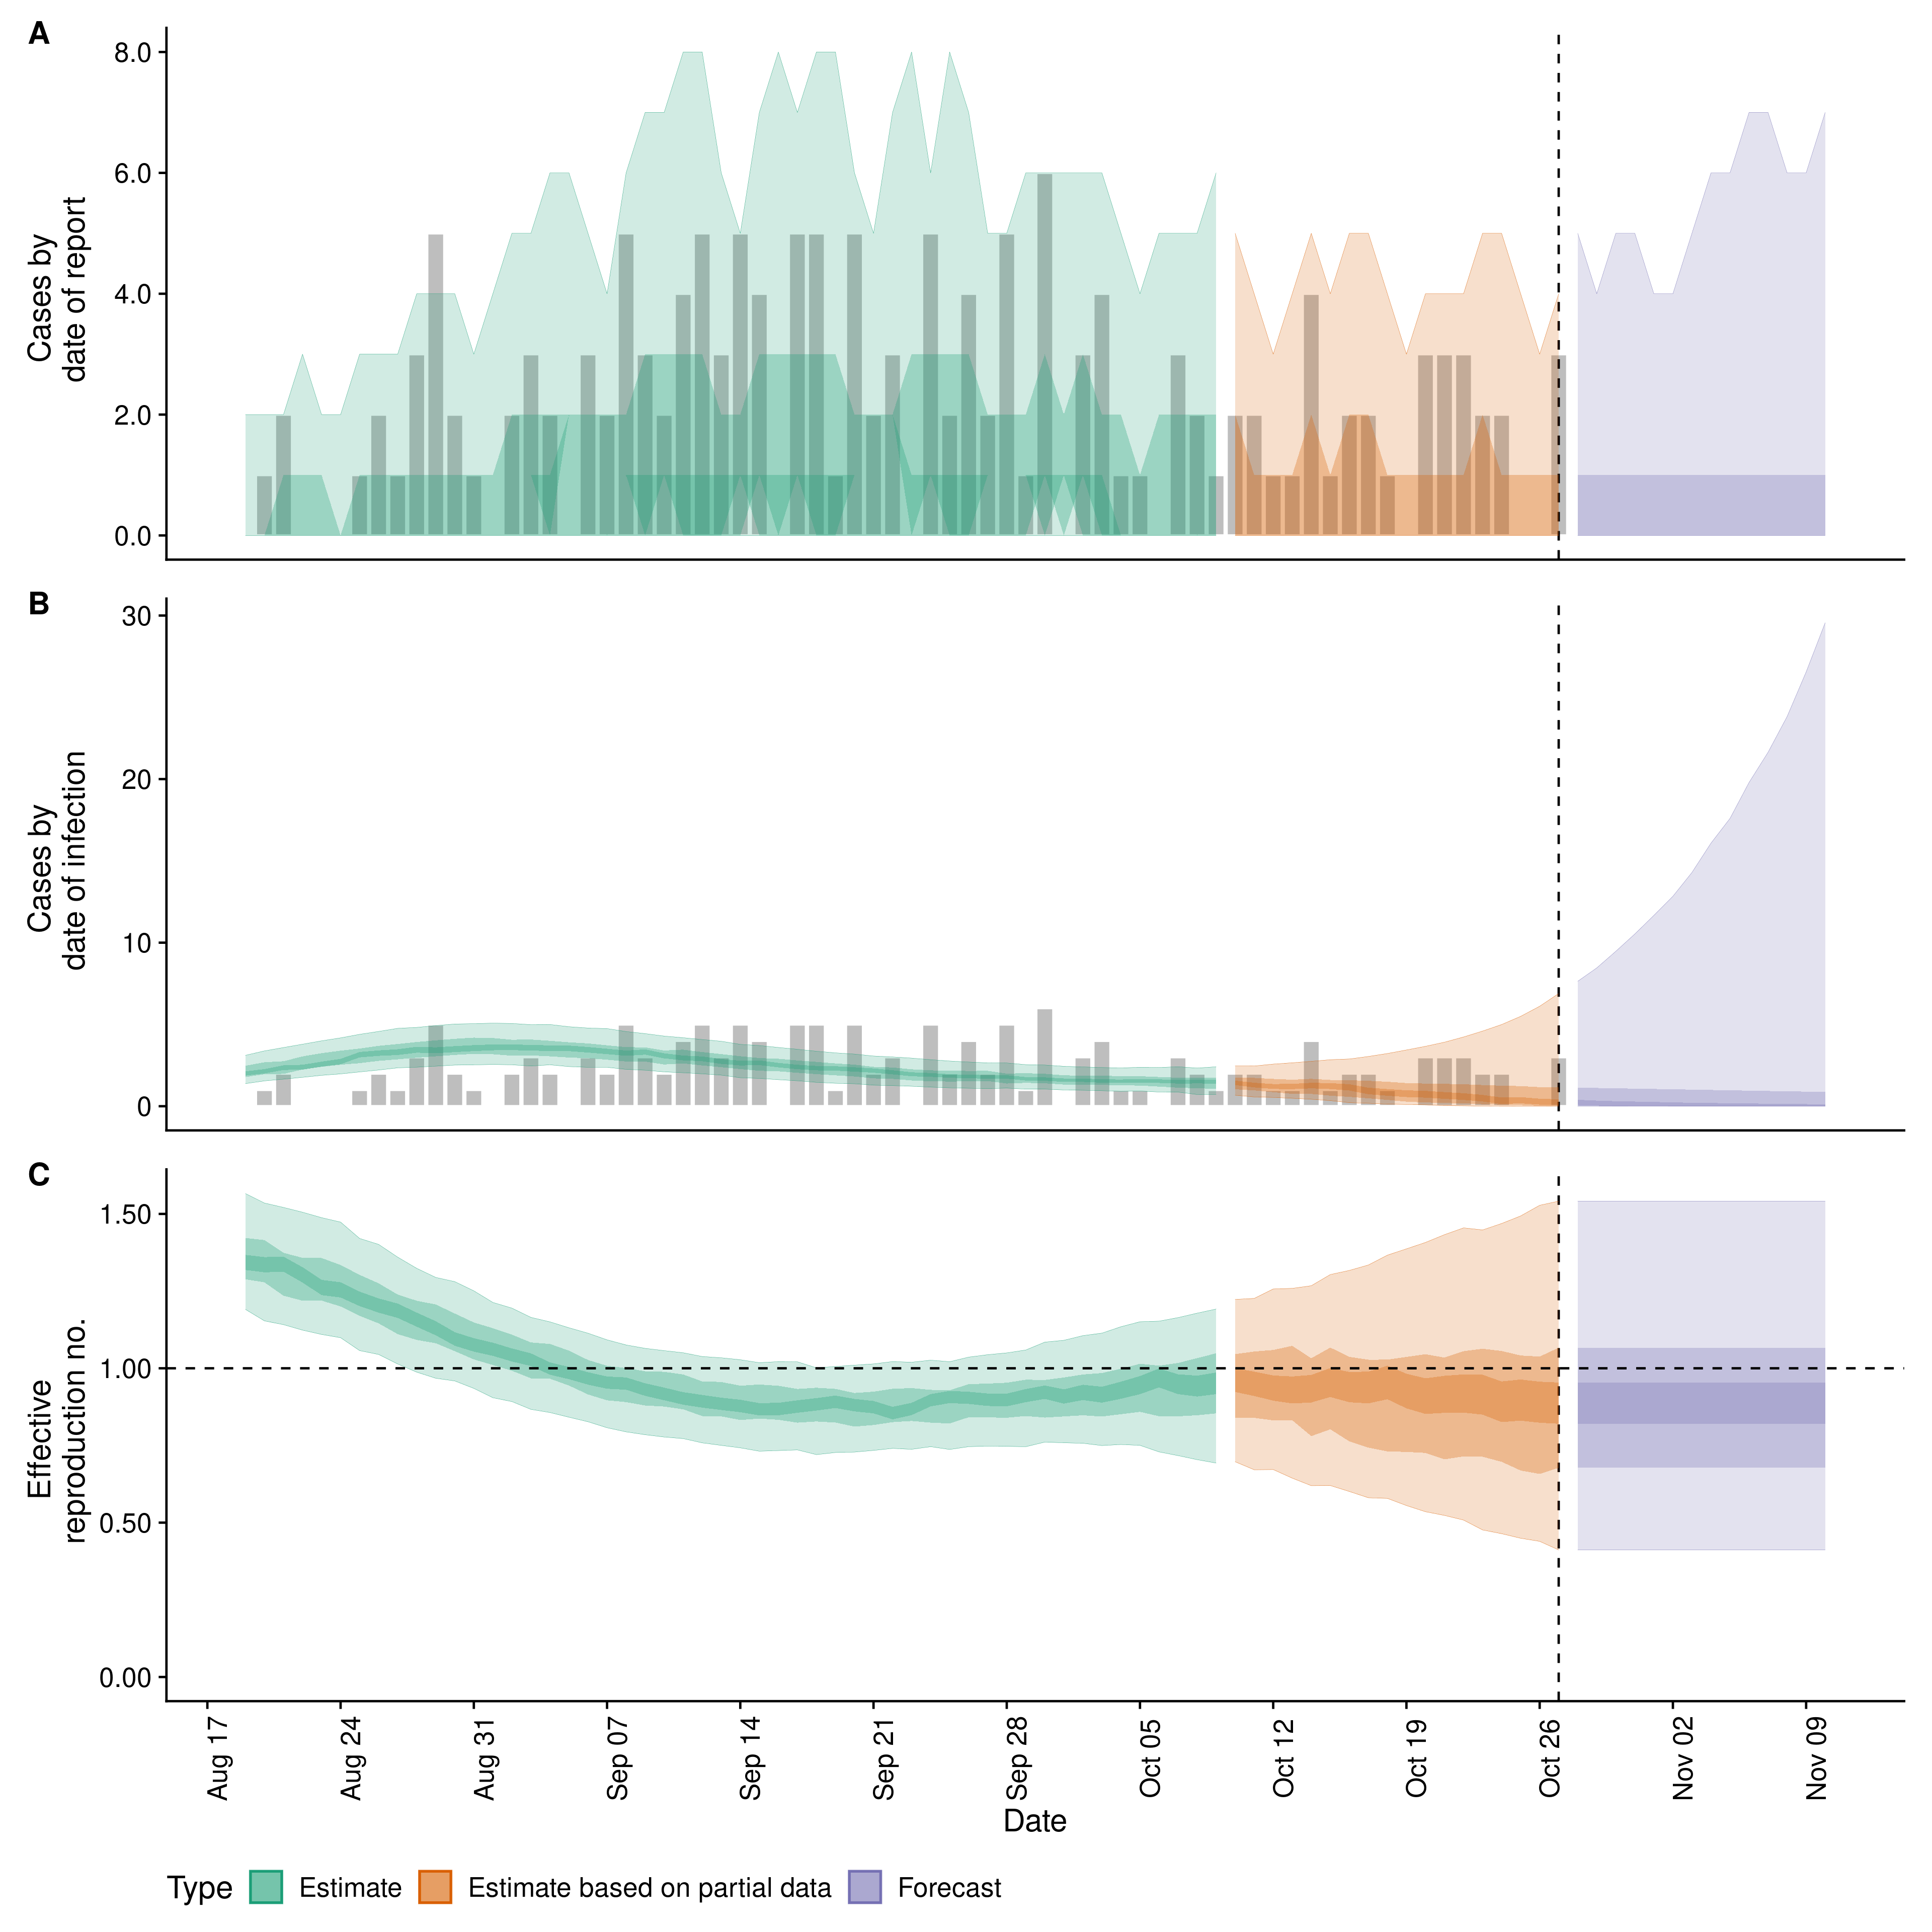 A
8.0
6.0
4.0
2.0
0.0
Cases by
date of report
B
30
20
10
0
Cases by
date of infection
C
1.50
1.00
0.50
0.00
Effective
reproduction no.
Aug 17
Aug 24
Aug 31
Sep 07
Sep 14
Sep 21
Sep 28
Oct 05
Oct 12
Oct 19
Oct 26
Nov 02
Nov 09
Date
Type Estimate Estimate based on partial data Forecast